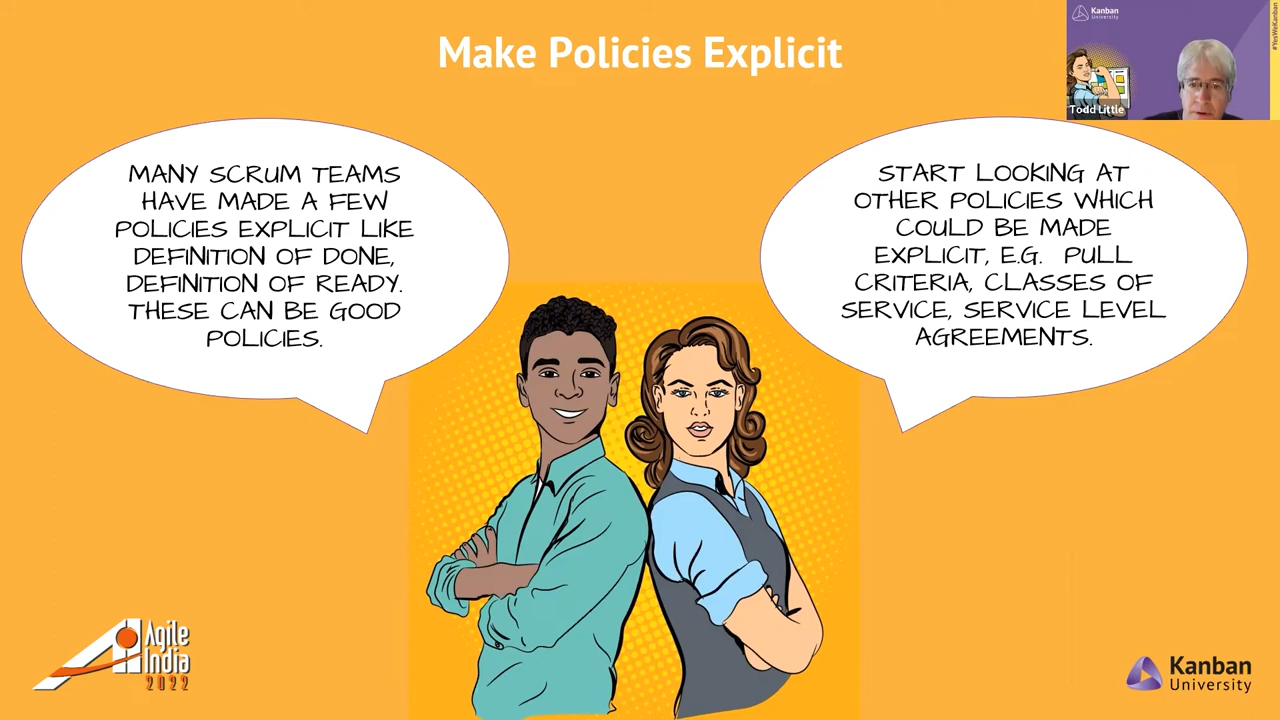 Make Policies Explicit
Kanban
University
#YesWeKanban
Todd Little
MANY SCRUM TEAMS
HAVE MADE A FEW
POLICIES EXPLICIT LIKE
DEFINITION OF DONE,
DEFINITION OF READY.
THESE CAN BE GOOD
POLICIES.
START LOOKING AT
OTHER POLICIES WHICH
COULD BE MADE
EXPLICIT, E.G. PULL
CRITERIA, CLASSES OF
SERVICE, SERVICE LEVEL
AGREEMENTS.
Agile
India
2022
Kanban
University